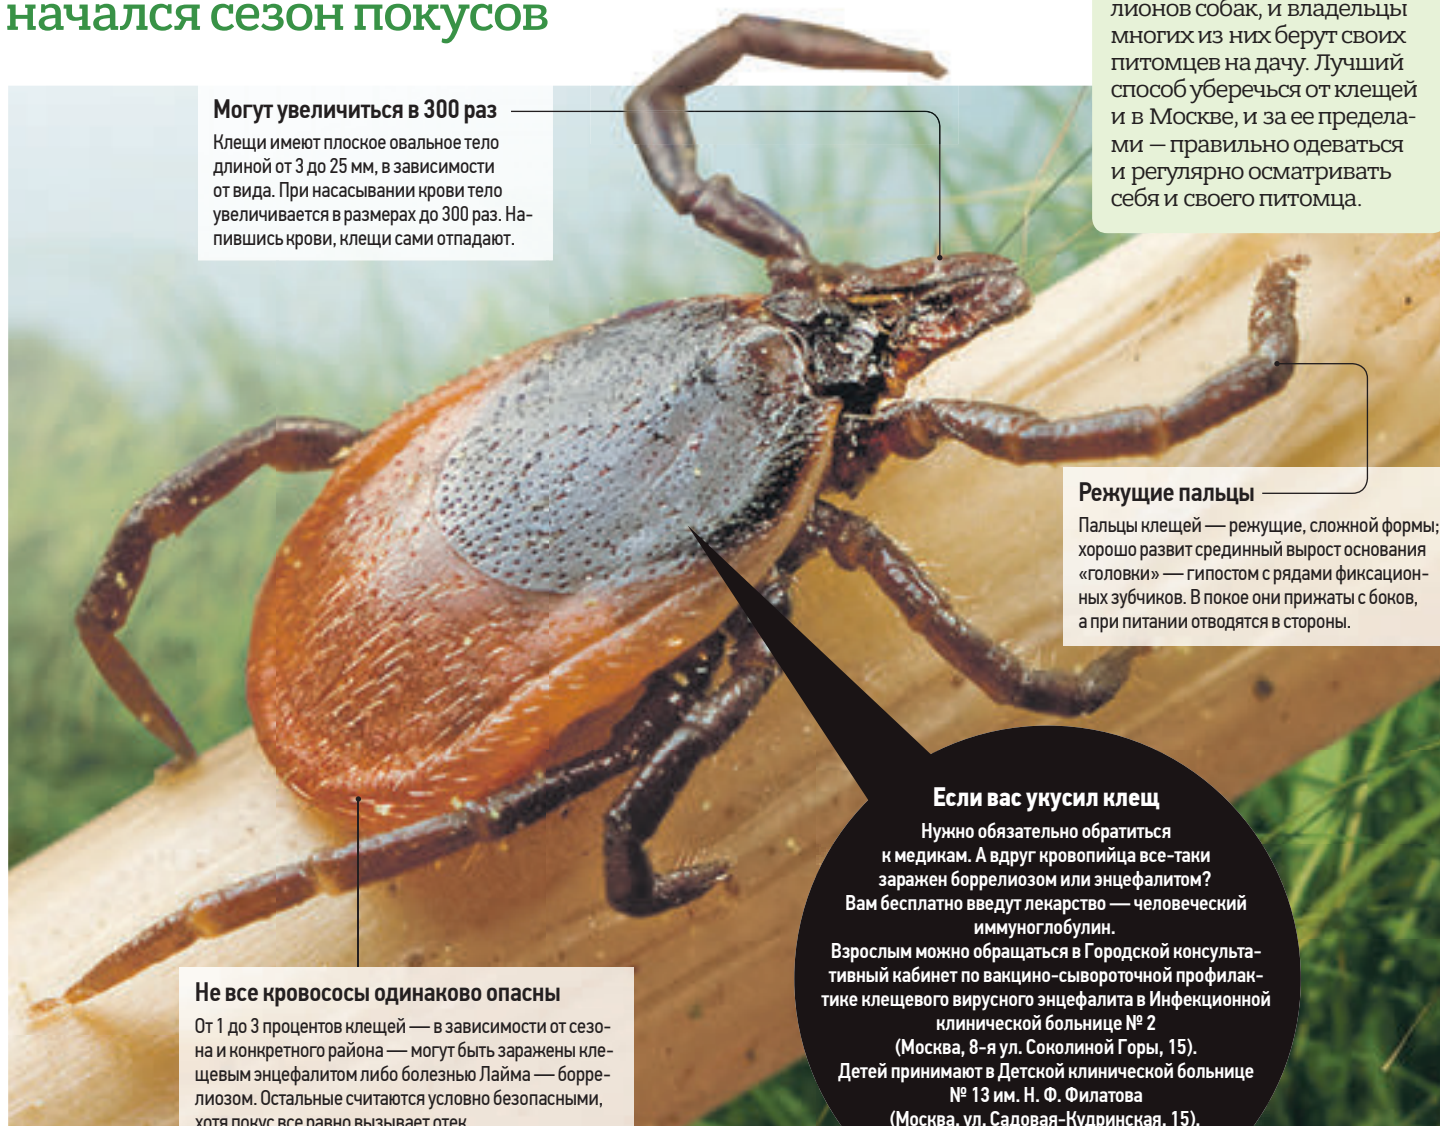 начался сезон покусов
лионов собак, и владельцы
многих из них берут своих
питомцев на дачу. Лучший
способ уберечься от клещей
и в Москве, и за ее предела-
ми — правильно одеваться
и регулярно осматривать
себя и своего питомца.
Могут увеличиться в 300 раз
Клещи имеют плоское овальное тело
длиной от 3 до 25 мм, в зависимости
от вида. При насасывании крови тело
увеличивается в размерах до 300 раз. На-
пившись крови, клещи сами отпадают.
Режущие пальцы
Пальцы клещей — режущие, сложной формы;
хорошо развит срединный вырост основания
«головки» — гипостом с рядами фиксацион-
ных зубчиков. В покое они прижаты с боков,
а при питании отводятся в стороны.
Если вас укусил клещ
Нужно обязательно обратиться
к медикам. А вдруг кровопийца все-таки
заражен боррелиозом или энцефалитом?
Вам бесплатно введут лекарство — человеческий
иммуноглобулин.
Взрослым можно обращаться в Городской консульта-
тивный кабинет по вакцино-сывороточной профилак-
тике клещевого вирусного энцефалита в Инфекционной
клинической больнице № 2
(Москва, 8-я ул. Соколиной Горы, 15).
Детей принимают в Детской клинической больнице
№ 13 им. Н. Ф. Филатова
(Москва, ул. Садовая-Кудринская, 15).
Не все кровососы одинаково опасны
От 1 до 3 процентов клещей — в зависимости от сезо-
на и конкретного района — могут быть заражены кле-
щевым энцефалитом либо болезнью Лайма — борре-
лиозом. Остальные считаются условно безопасными,
хотя покус все равно вызывает отек.